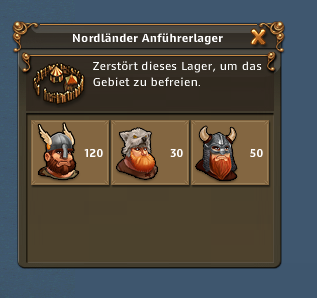 Nordländer Anführerlager
Zerstört dieses Lager, um das
Gebiet zu befreien.
120 30 50